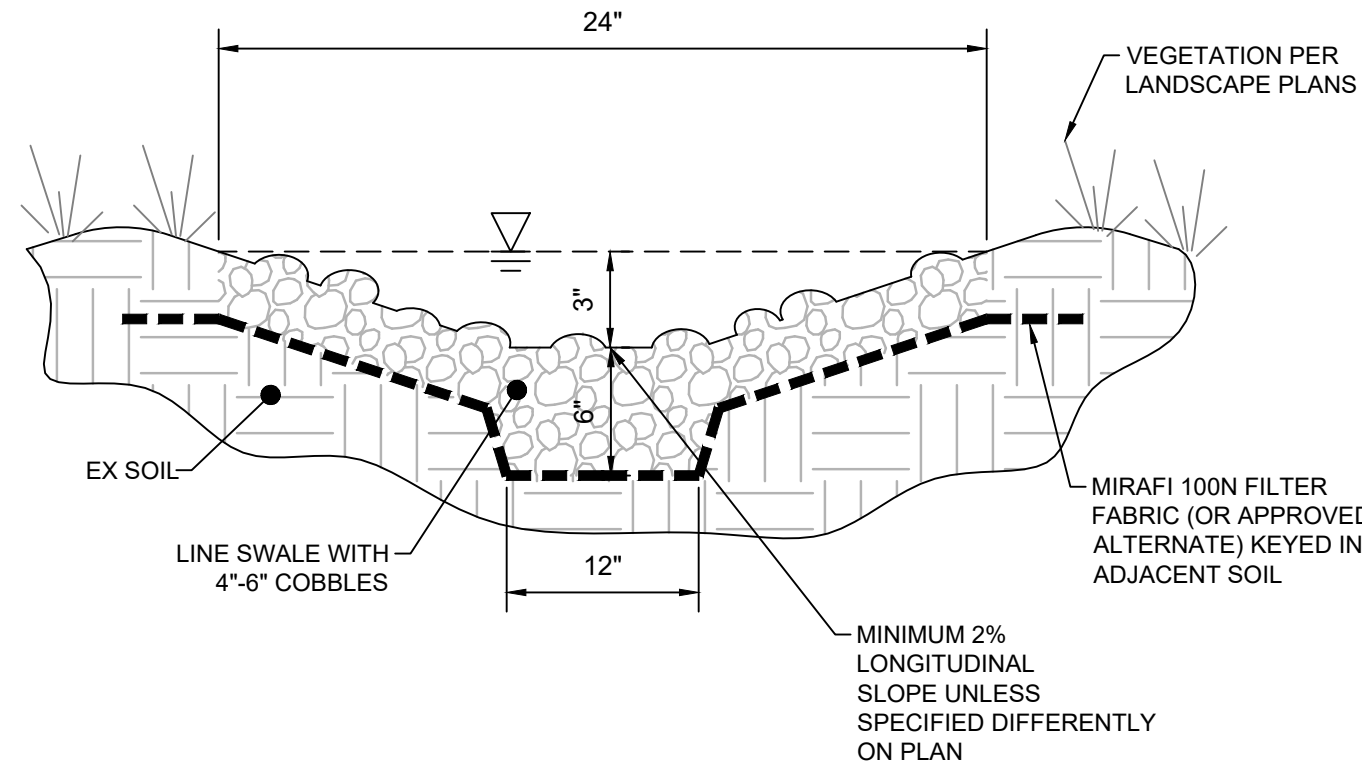 24"
VEGETATION PER
LANDSCAPE PLANS
3"
6"
EX SOIL
LINE SWALE WITH
4"-6" COBBLES
12"
MIRAFI 100N FILTER
FABRIC (OR APPROVED
ALTERNATE) KEYED IN
ADJACENT SOIL
MINIMUM 2%
LONGITUDINAL
SLOPE UNLESS
SPECIFIED DIFFERENTLY
ON PLAN